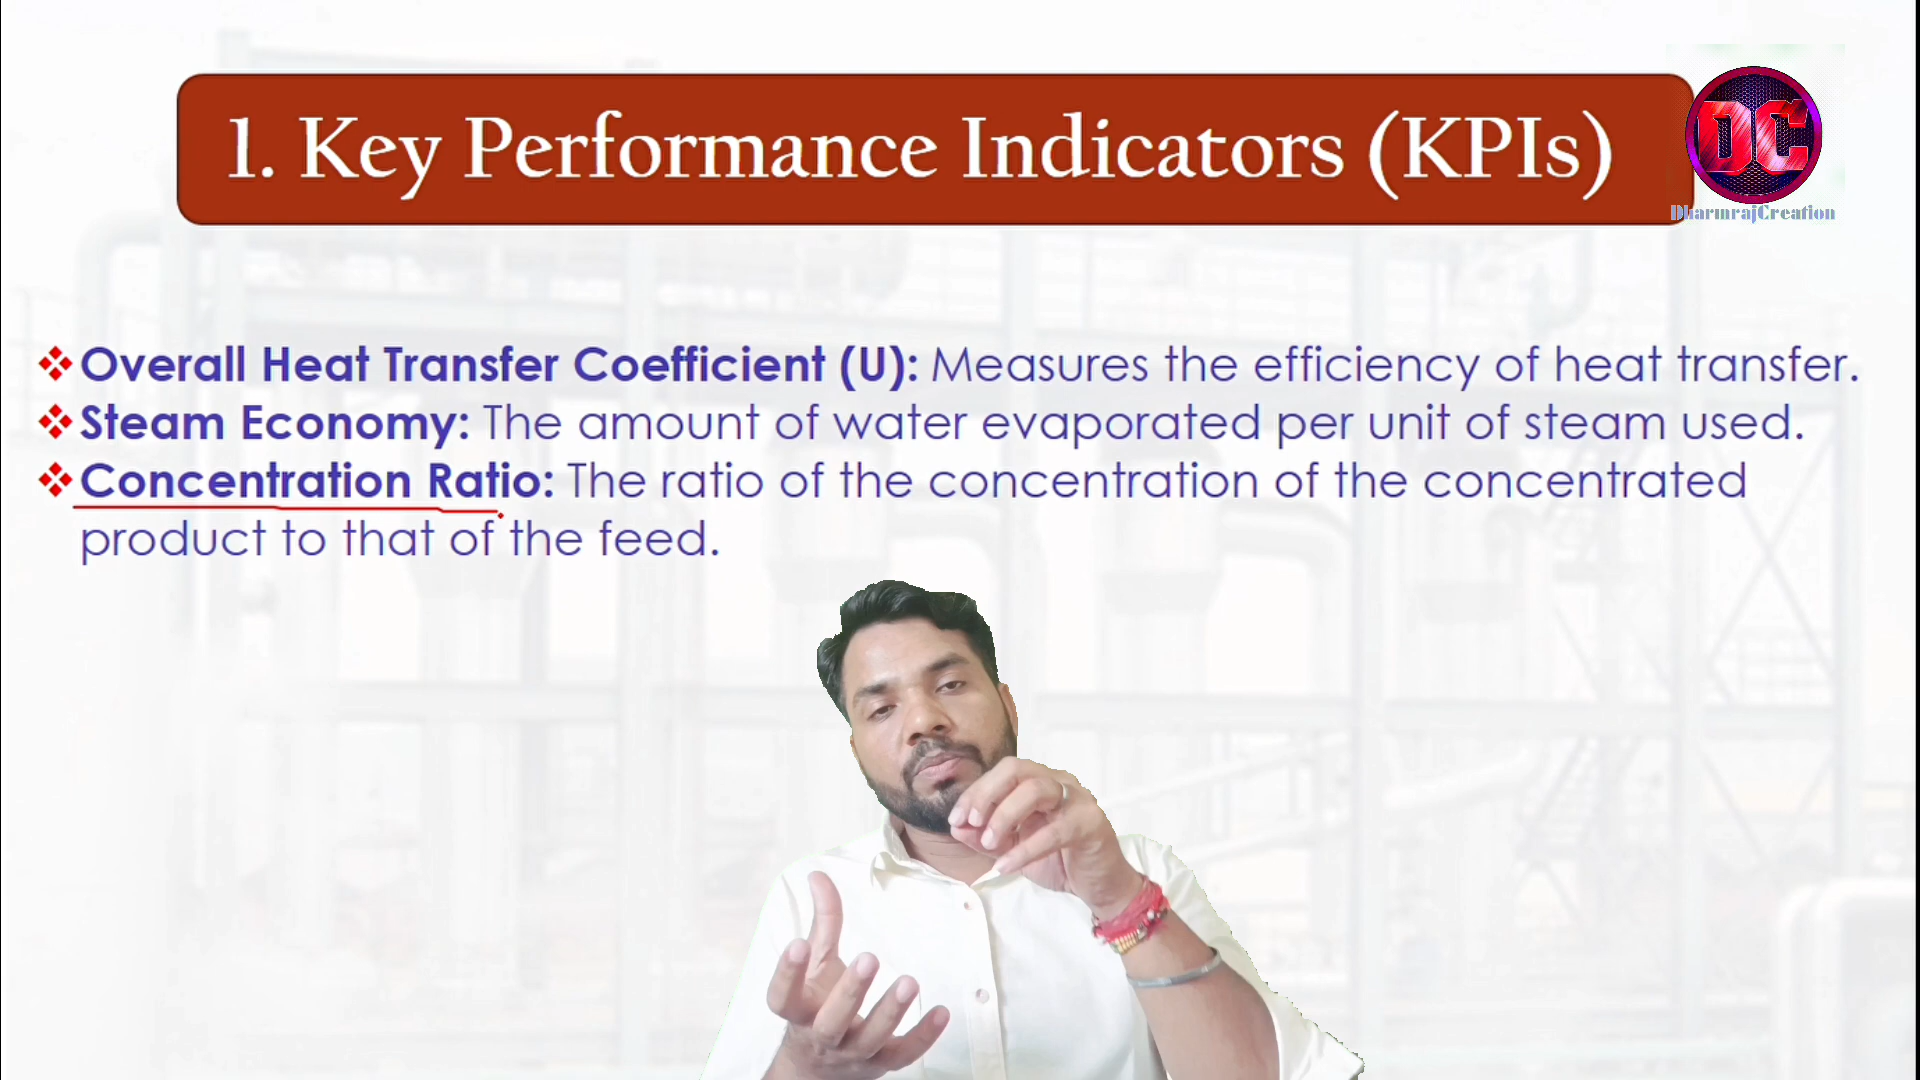 1. Key Performance Indicators (KPIs)
DC
DharmrajCreation
❖Overall Heat Transfer Coefficient (U): Measures the efficiency of heat transfer.
❖Steam Economy: The amount of water evaporated per unit of steam used.
❖Concentration Ratio: The ratio of the concentration of the concentrated
product to that of the feed.